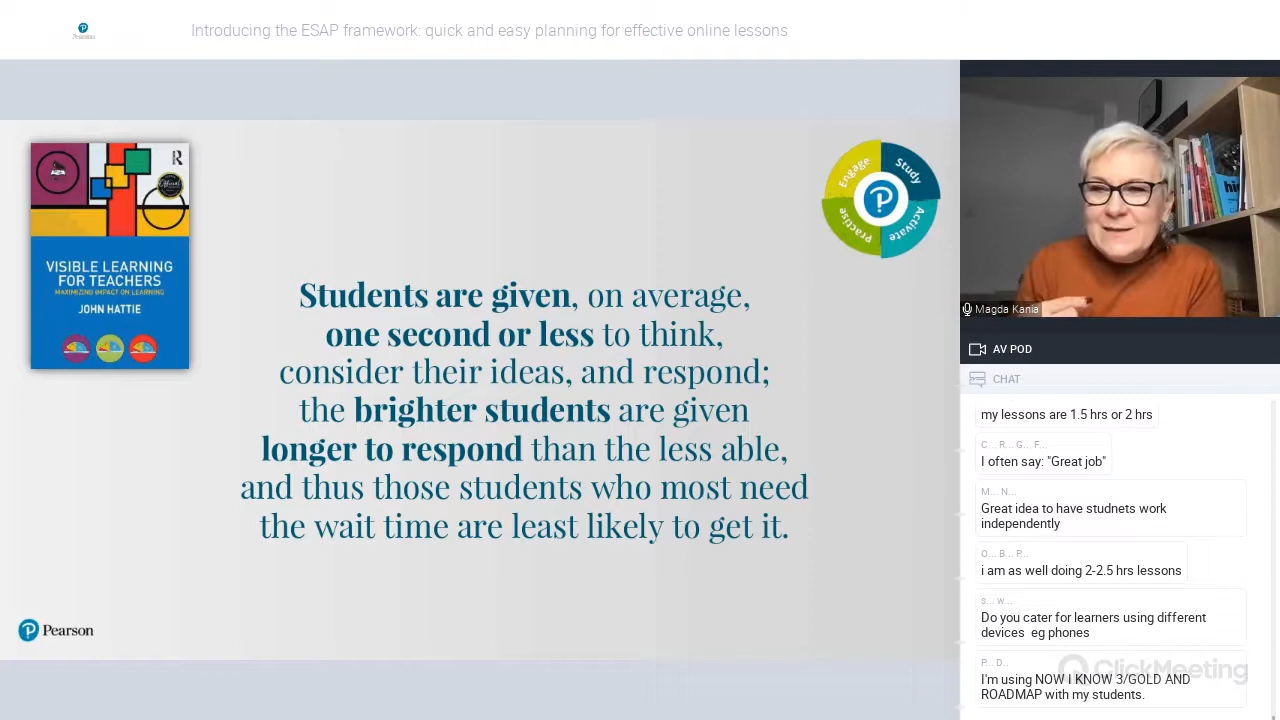 Pearson
Introducing the ESAP framework: quick and easy planning for effective online lessons
R
VISIBLE LEARNING
FOR TEACHERS
MAXIMIZING IMPACT ON LEARNING
JOHN HATTIE
Engage
Study
Practise
Activate
P
Students are given, on average,
one second or less to think,
consider their ideas, and respond;
the brighter students are given
longer to respond than the less able,
and thus those students who most need
the wait time are least likely to get it.
Pearson
Magda Kania
AV POD
CHAT
my lessons are 1.5 hrs or 2 hrs
C... R... G... F...
I often say: "Great job"
M... N...
Great idea to have studnets work
independently
O... B... P...
i am as well doing 2-2.5 hrs lessons
s... w...
Do you cater for learners using different
devices eg phones
P... D..
I'm using NOW I KNOW 3/GOLD AND
ROADMAP with my students.
ClickMeeting